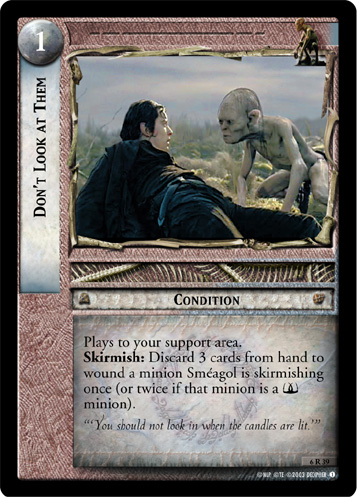 1
DON'T LOOK AT THEM
CONDITION
Plays to your support area.
Skirmish: Discard 3 cards from hand to
wound a minion Sméagol is skirmishing
once (or twice if that minion is a
minion).
“‘You should not look in when the candles are lit.’”
6 R 39